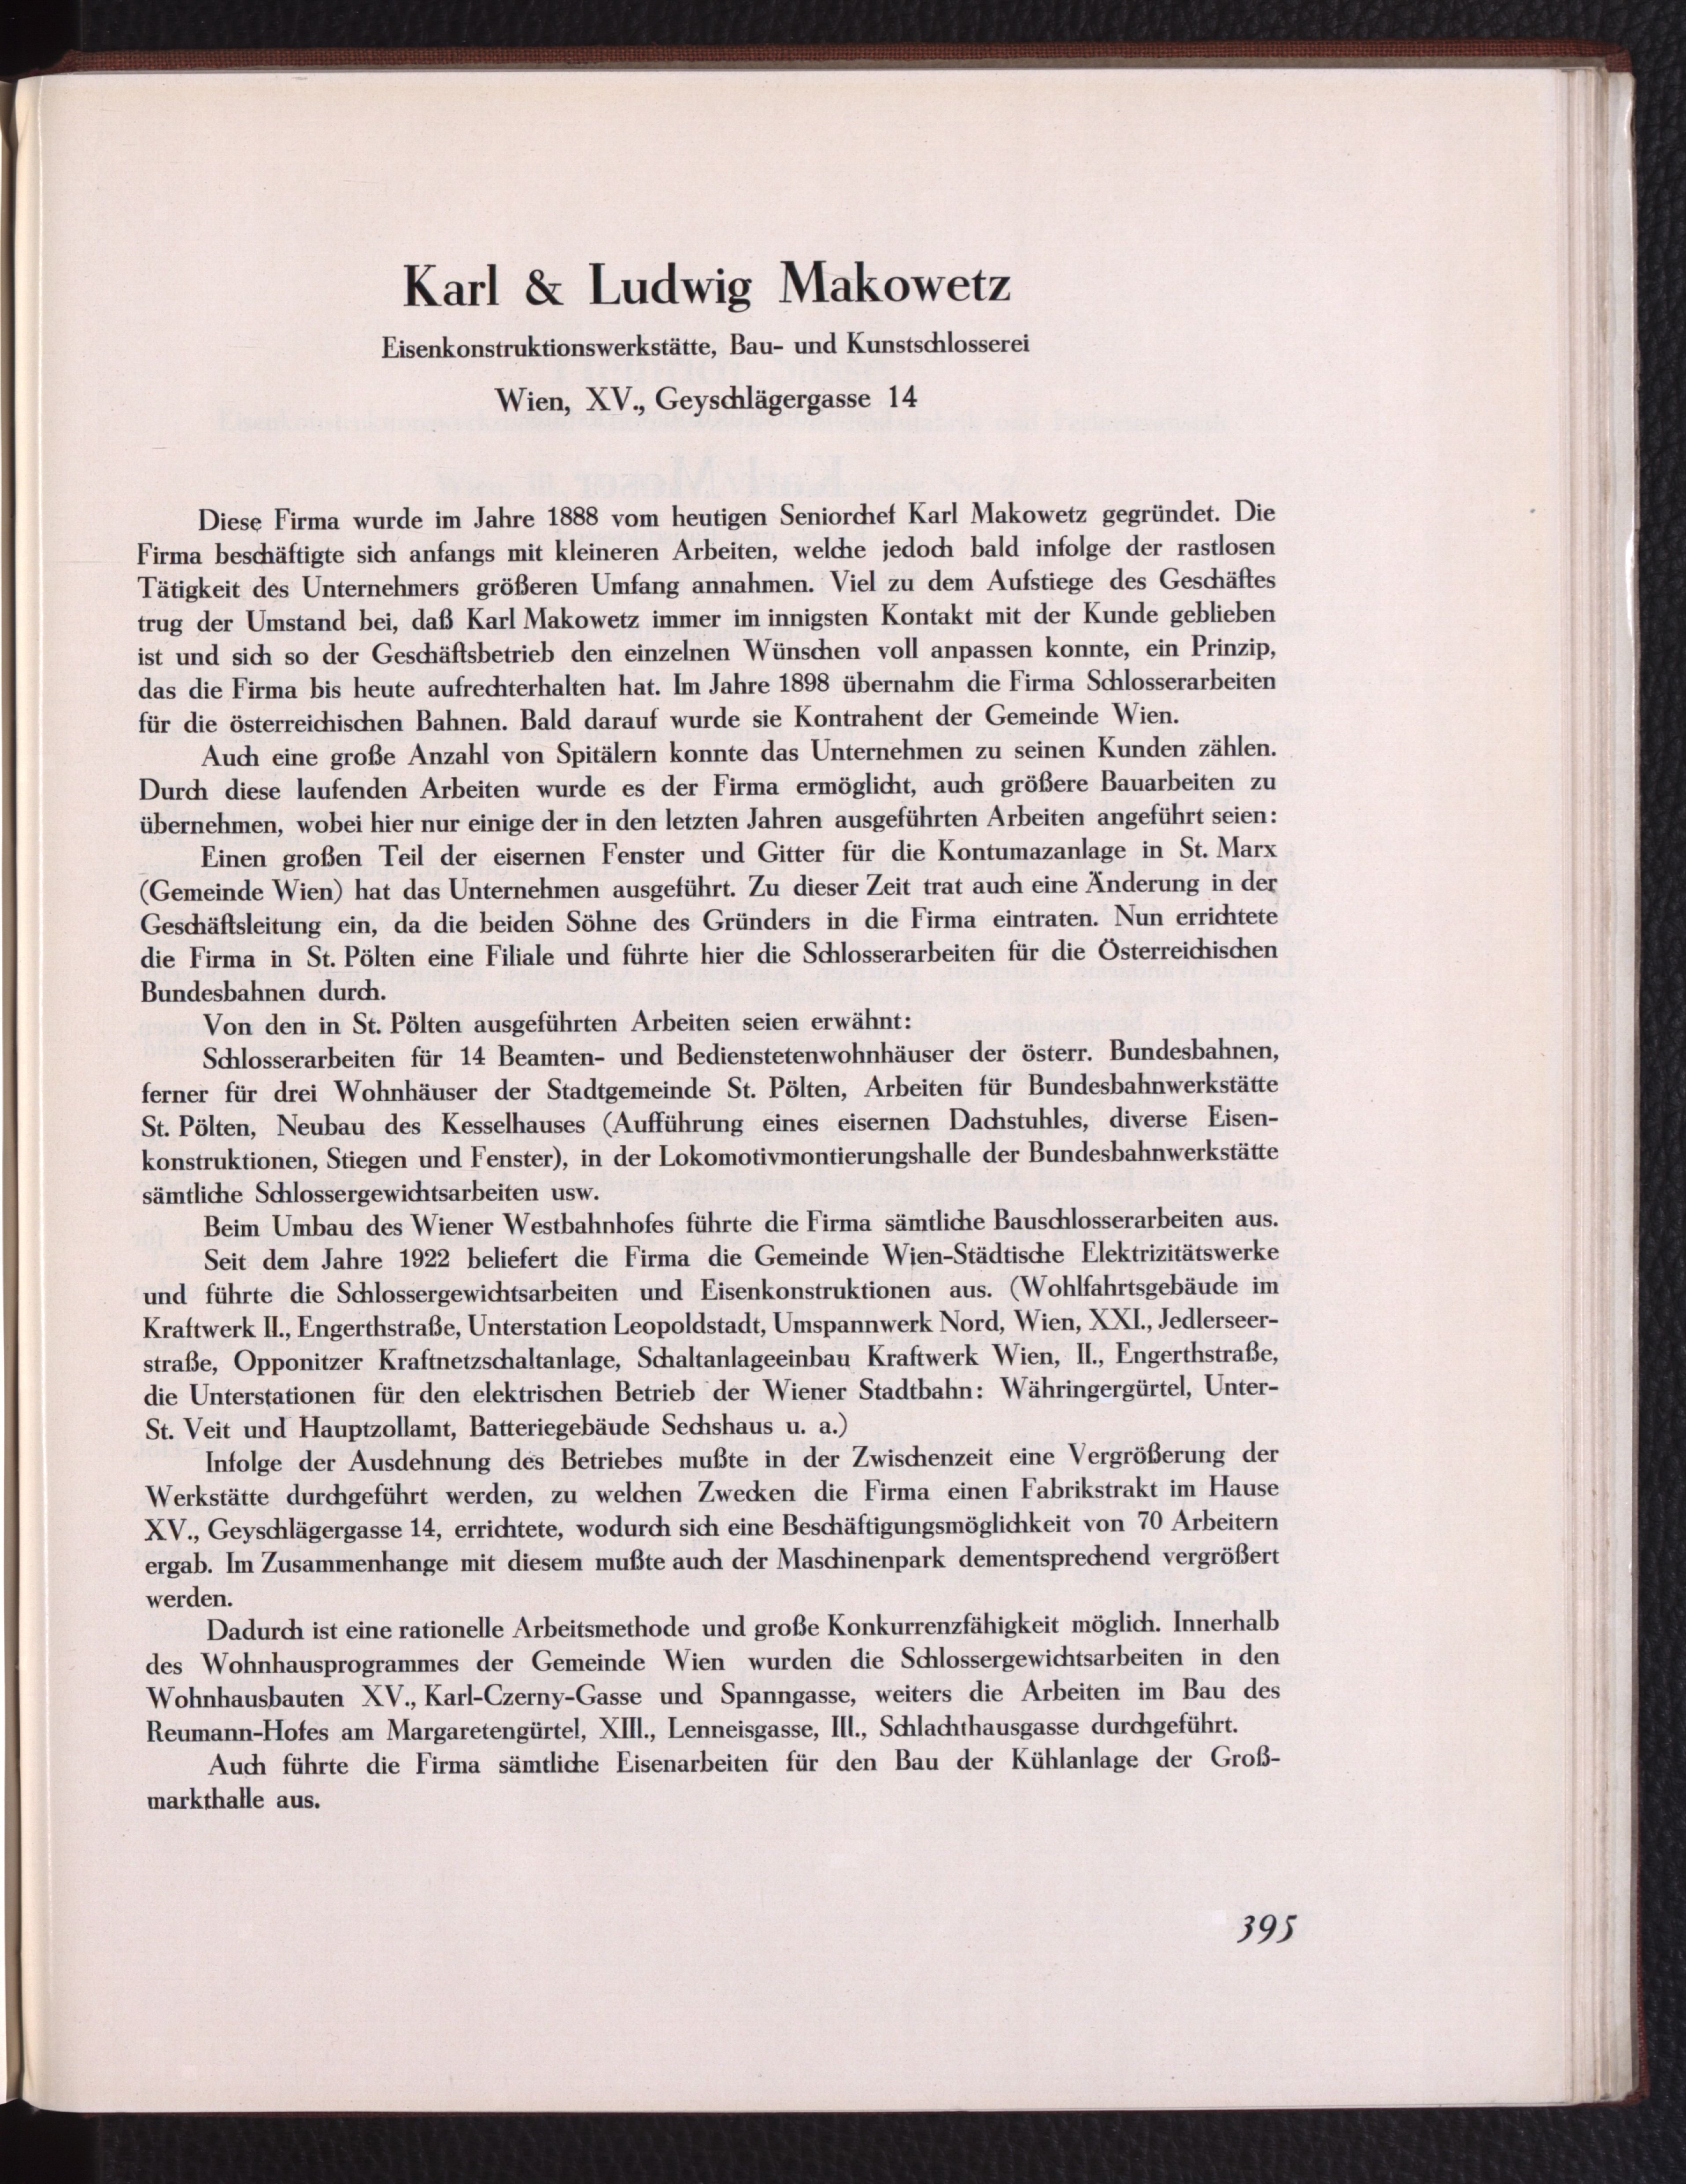 Karl & Ludwig Makowetz
Eisenkonstruktionswerkstätte, Bau- und Kunstschlosserei
Wien, XV., Geyschlägergasse 14
Diese Firma wurde im Jahre 1888 vom heutigen Seniorchef Karl Makowetz gegründet. Die
Firma beschäftigte sich anfangs mit kleineren Arbeiten, welche jedoch bald infolge der rastlosen
Tätigkeit des Unternehmers größeren Umfang annahmen. Viel zu dem Aufstiege des Geschäftes
trug der Umstand bei, daß Karl Makowetz immer im innigsten Kontakt mit der Kunde geblieben
ist und sich so der Geschäftsbetrieb den einzelnen Wünschen voll anpassen konnte, ein Prinzip,
das die Firma bis heute aufrechterhalten hat. Im Jahre 1898 übernahm die Firma Schlosserarbeiten
für die österreichischen Bahnen. Bald darauf wurde sie Kontrahent der Gemeinde Wien.
Auch eine große Anzahl von Spitälern konnte das Unternehmen zu seinen Kunden zählen.
Durch diese laufenden Arbeiten wurde es der Firma ermöglicht, auch größere Bauarbeiten zu
übernehmen, wobei hier nur einige der in den letzten Jahren ausgeführten Arbeiten angeführt seien:
Einen großen Teil der eisernen Fenster und Gitter für die Kontumazanlage in St. Marx
(Gemeinde Wien) hat das Unternehmen ausgeführt. Zu dieser Zeit trat auch eine Änderung in der
Geschäftsleitung ein, da die beiden Söhne des Gründers in die Firma eintraten. Nun errichtete
die Firma in St. Pölten eine Filiale und führte hier die Schlosserarbeiten für die Österreichischen
Bundesbahnen durch.
Von den in St. Pölten ausgeführten Arbeiten seien erwähnt:
Schlosserarbeiten für 14 Beamten- und Bedienstetenwohnhäuser der österr. Bundesbahnen,
ferner für drei Wohnhäuser der Stadtgemeinde St. Pölten, Arbeiten für Bundesbahnwerkstätte
St. Pölten, Neubau des Kesselhauses (Aufführung eines eisernen Dachstuhles, diverse Eisen-
konstruktionen, Stiegen und Fenster), in der Lokomotivmontierungshalle der Bundesbahnwerkstätte
sämtliche Schlossergewichtsarbeiten usw.
Beim Umbau des Wiener Westbahnhofes führte die Firma sämtliche Bauschlosserarbeiten aus.
Seit dem Jahre 1922 beliefert die Firma die Gemeinde Wien-Städtische Elektrizitätswerke
und führte die Schlossergewichtsarbeiten und Eisenkonstruktionen aus. (Wohlfahrtsgebäude im
Kraftwerk II., Engerthstraße, Unterstation Leopoldstadt, Umspannwerk Nord, Wien, XXI., Jedlerseer-
straße, Opponitzer Kraftnetzschaltanlage, Schaltanlageeinbau Kraftwerk Wien, II., Engerthstraße,
die Unterstationen für den elektrischen Betrieb der Wiener Stadtbahn: Währingergürtel, Unter-
St. Veit und Hauptzollamt, Batteriegebäude Sechshaus u. a.)
Infolge der Ausdehnung des Betriebes mußte in der Zwischenzeit eine Vergrößerung der
Werkstätte durchgeführt werden, zu welchen Zwecken die Firma einen Fabrikstrakt im Hause
XV., Geyschlägergasse 14, errichtete, wodurch sich eine Beschäftigungsmöglichkeit von 70 Arbeitern
ergab. Im Zusammenhange mit diesem mußte auch der Maschinenpark dementsprechend vergrößert
werden.
Dadurch ist eine rationelle Arbeitsmethode und große Konkurrenzfähigkeit möglich. Innerhalb
des Wohnhausprogrammes der Gemeinde Wien wurden die Schlossergewichtsarbeiten in den
Wohnhausbauten XV., Karl-Czerny-Gasse und Spanngasse, weiters die Arbeiten im Bau des
Reumann-Hofes am Margaretengürtel, XIII., Lenneisgasse, III., Schlachthausgasse durchgeführt.
Auch führte die Firma sämtliche Eisenarbeiten für den Bau der Kühlanlage der Groß-
markthalle aus.
395